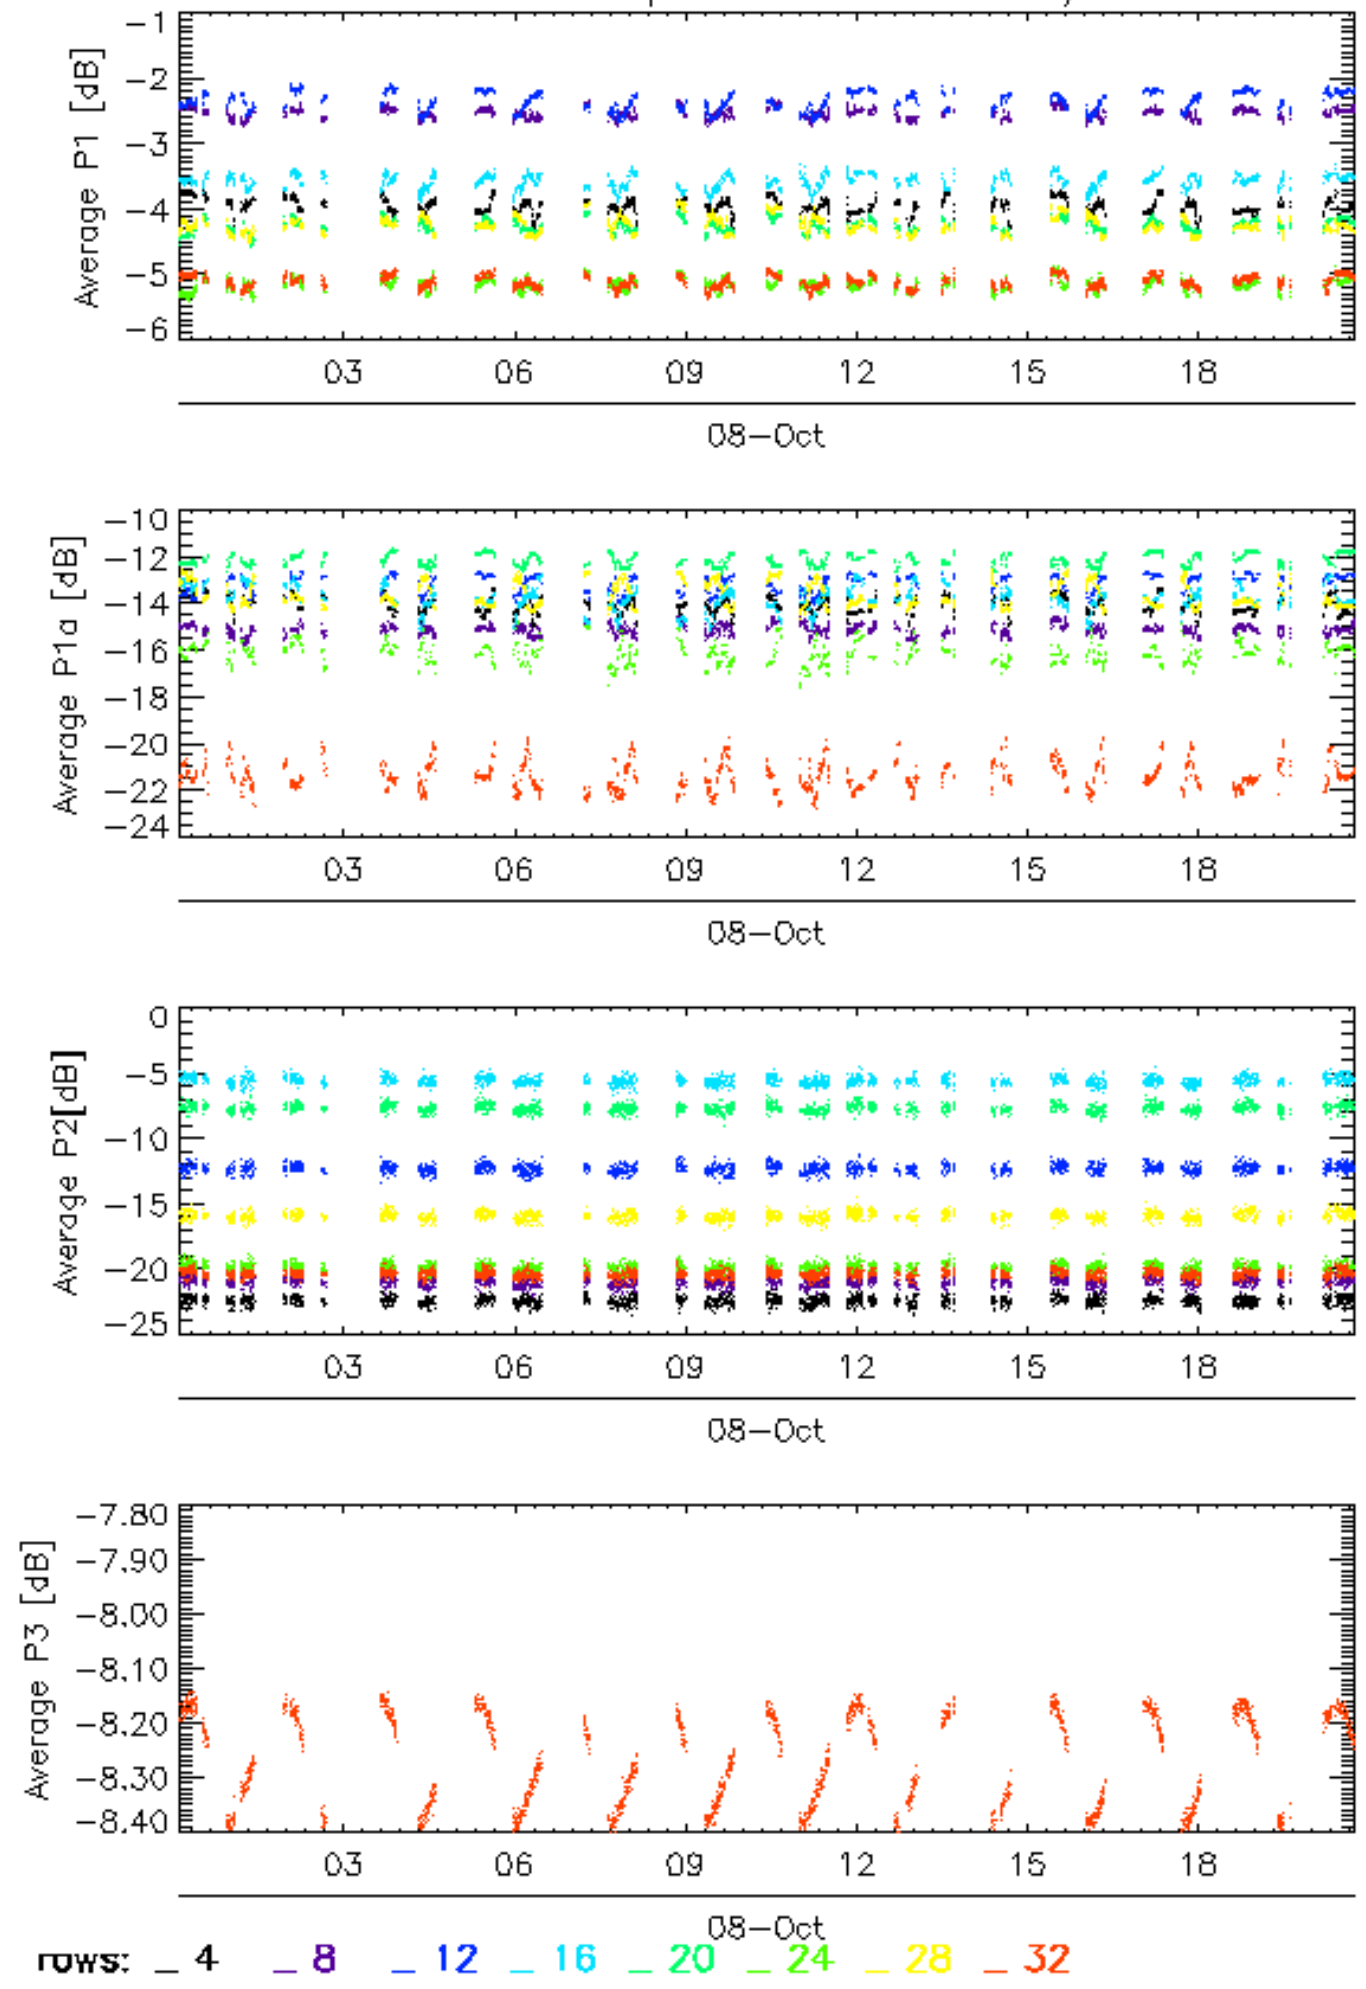 Average P1 [dB]
−1
−2
−3
−4
−5
−6
03 06 09 12 15 18
08−Oct
Average P1a [dB]
−10
−12
−14
−16
−18
−20
−22
−24
03 06 09 12 15 18
08−Oct
Average P2[dB]
0
−5
−10
−15
−20
−25
03 06 09 12 15 18
08−Oct
Average P3 [dB]
−7.80
−7.90
−8.00
−8.10
−8.20
−8.30
−8.40
03 06 09 12 15 18
08−Oct
rows: _ 4 _ 8 _ 12 _ 16 _ 20 _ 24 _ 28 _ 32